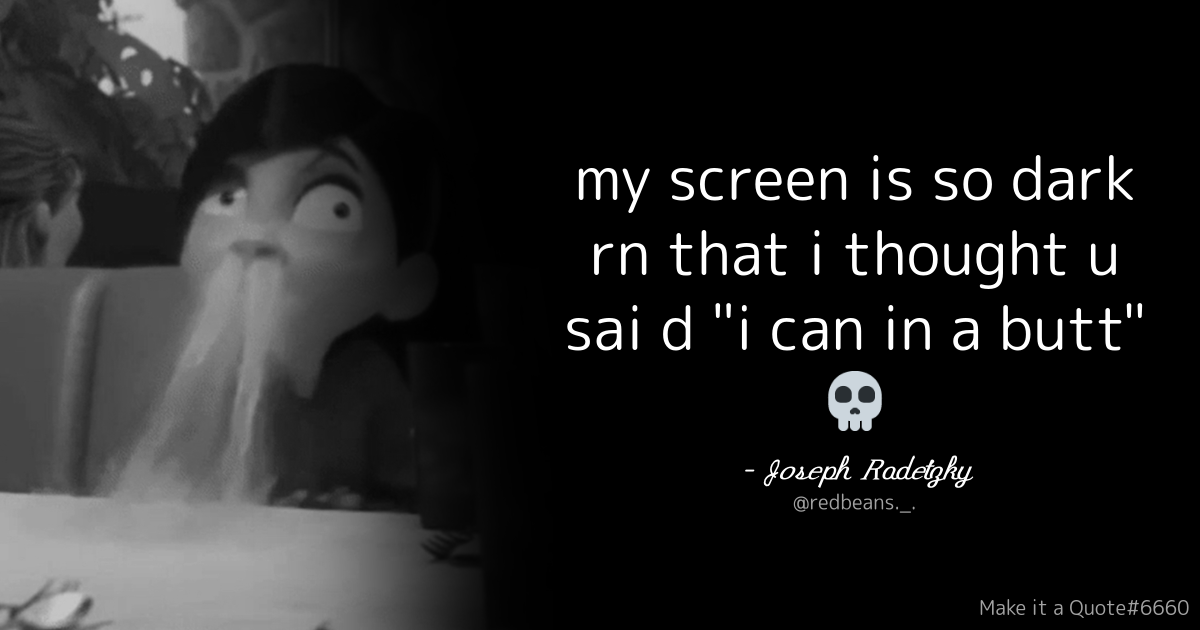 my screen is so dark
rn that i thought u
sai d "i can in a butt"
💀
- Joseph Radetzky
@redbeans._.
Make it a Quote#6660